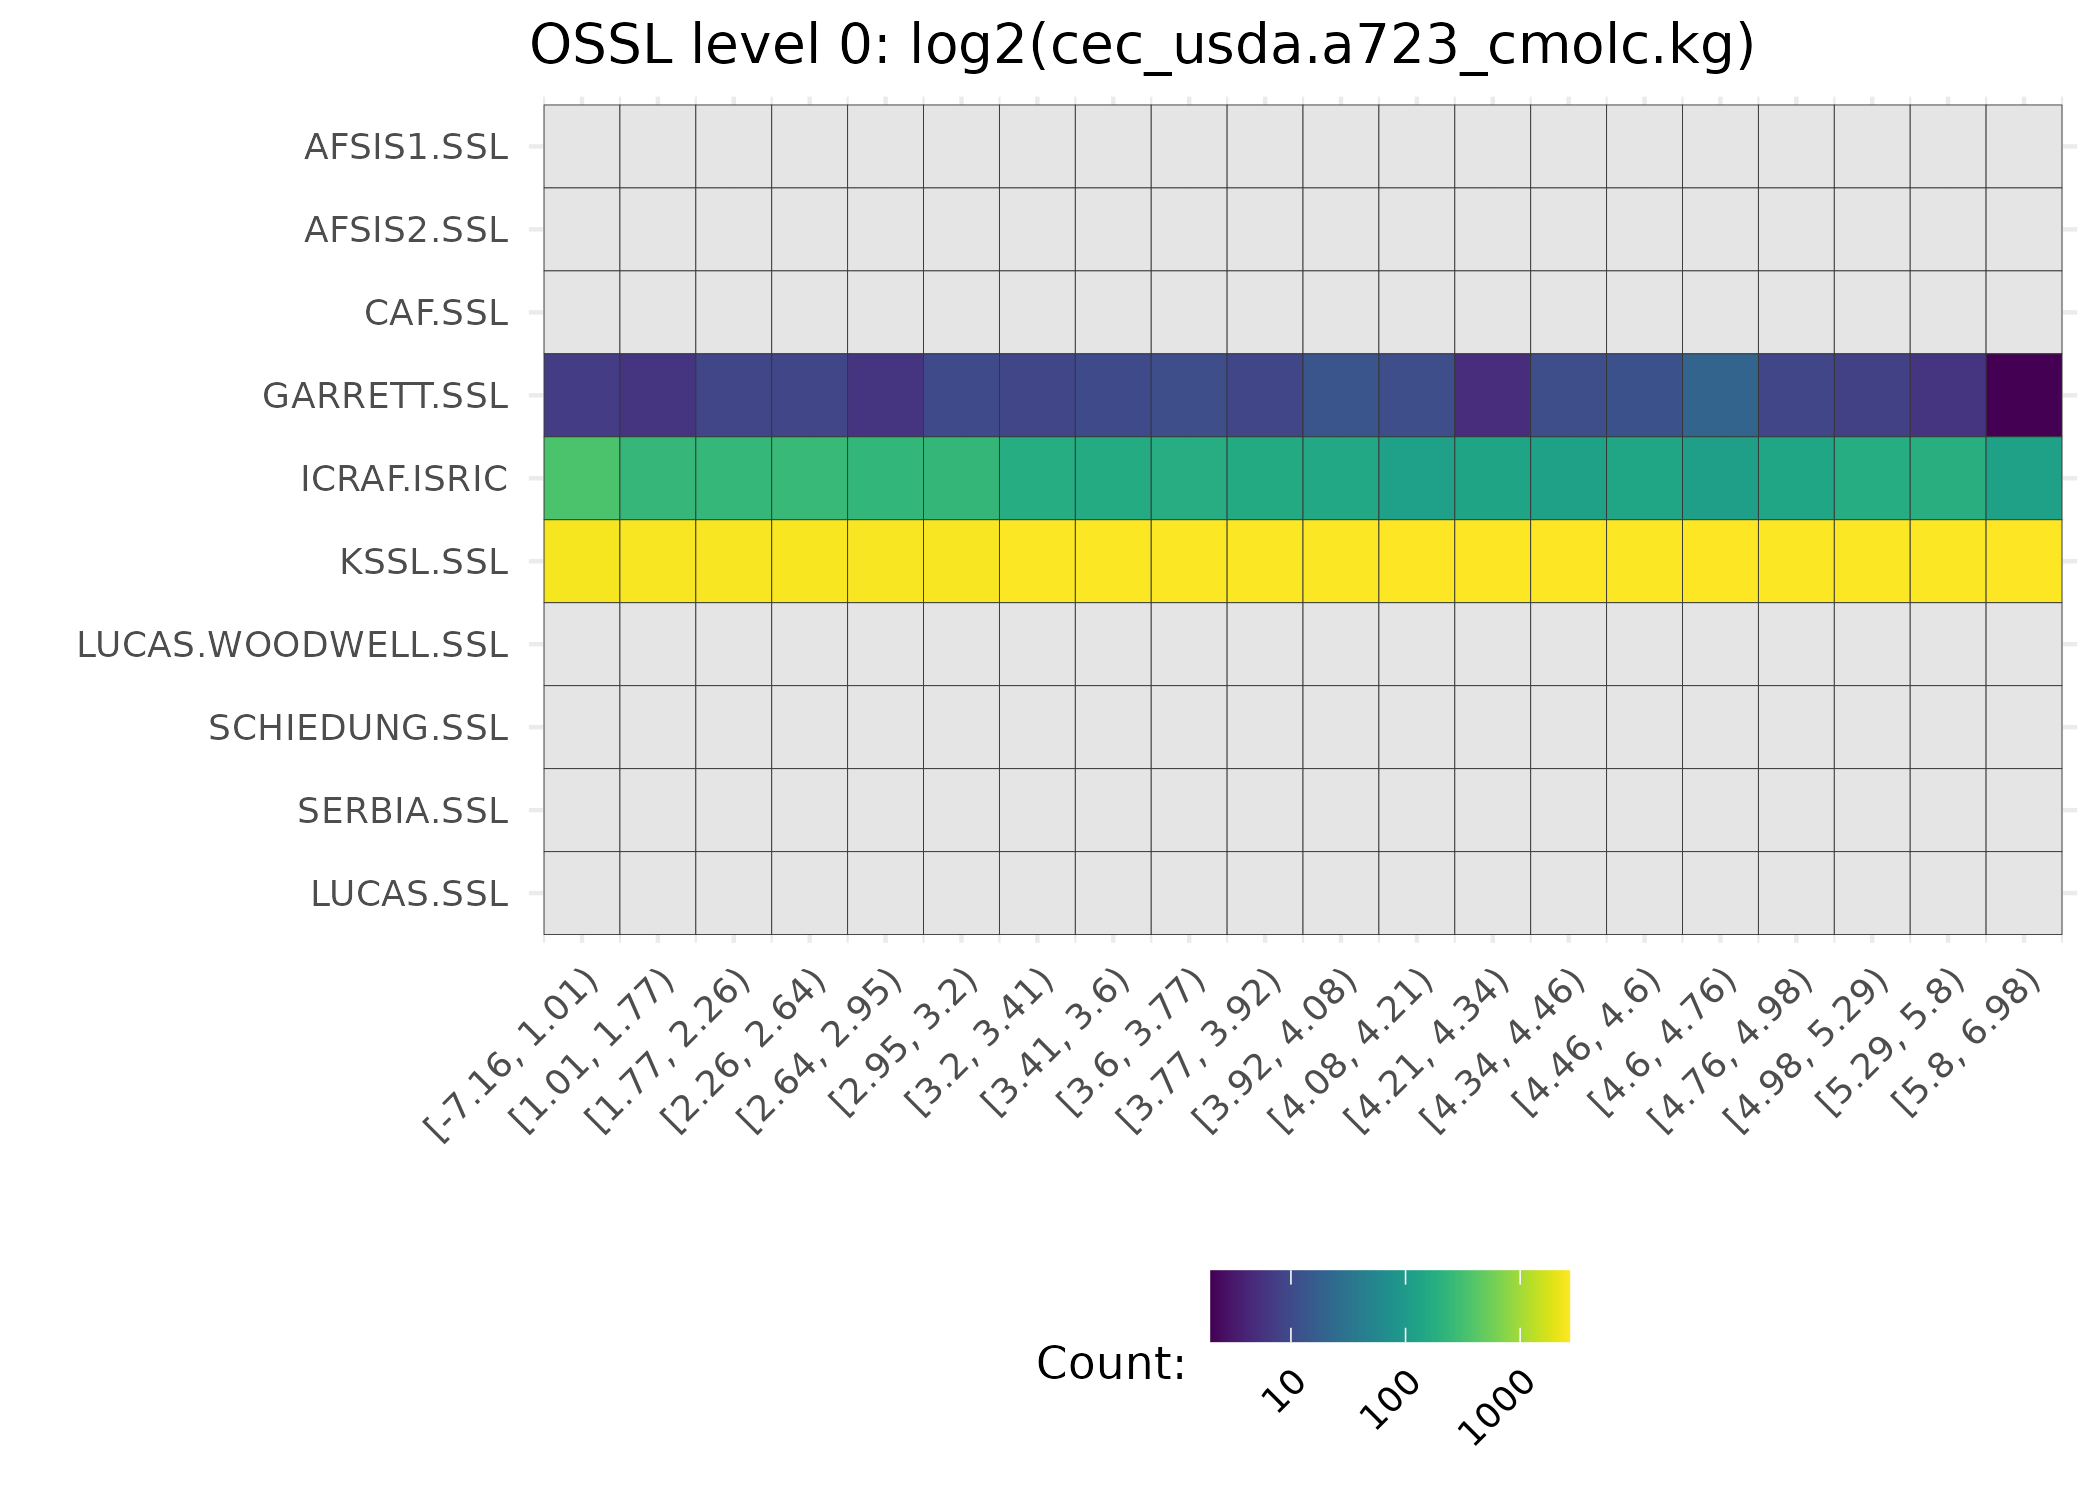 OSSL level 0: log2(cec_usda.a723_cmolc.kg)
AFSIS1.SSL
AFSIS2.SSL
CAF.SSL
GARRETT.SSL
ICRAF.ISRIC
KSSL.SSL
LUCAS.WOODWELL.SSL
SCHIEDUNG.SSL
SERBIA.SSL
LUCAS.SSL
[-7.16, 1.01)
[1.01, 1.77)
[1.77, 2.26)
[2.26, 2.64)
[2.64, 2.95)
[2.95, 3.2)
[3.2, 3.41)
[3.41, 3.6)
[3.6, 3.77)
[3.77, 3.92)
[3.92, 4.08)
[4.08, 4.21)
[4.21, 4.34)
[4.34, 4.46)
[4.46, 4.6)
[4.6, 4.76)
[4.76, 4.98)
[4.98, 5.29)
[5.29, 5.8)
[5.8, 6.98)
Count:
10
100
1000